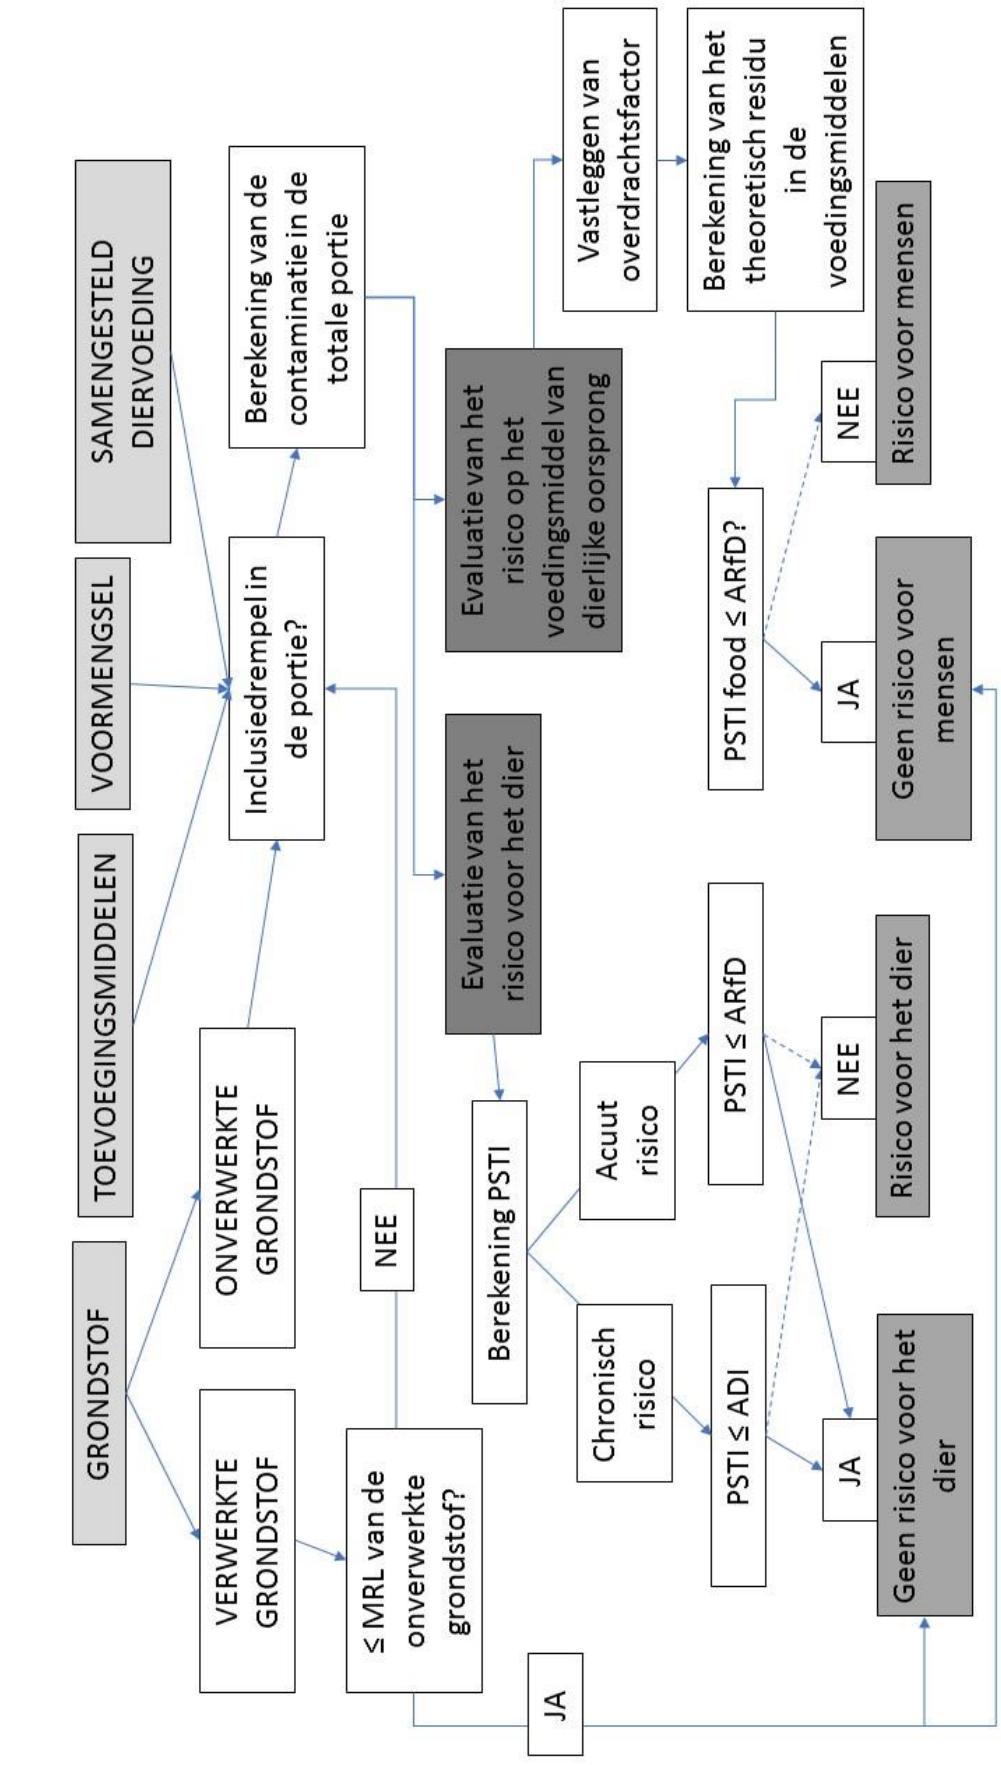 GRONDSTOF
TOEVOEGINGSMIDDELEN
VOORMENGSEL
SAMENGESTELD
DIERVOEDING
VERWERKTE
GRONDSTOF
ONVERWERKTE
GRONDSTOF
Inclusiedrempel in
de portie?
Berekening van de
contaminatie in de
totale portie
≤ MRL van de
onverwerkte
grondstof?
NEE
Evaluatie van het
risico voor het dier
Evaluatie van het
risico op het
voedingsmiddel van
dierlijke oorsprong
Vastleggen van
overdrachtsfactor
Berekening PSTI
JA
Chronisch
risico
Acuut
risico
Berekening van het
theoretisch residu
in de
voedingsmiddelen
PSTI ≤ ADI
PSTI ≤ ARfD
PSTI food ≤ ARfD?
JA
NEE
JA
NEE
Geen risico voor het
dier
Risico voor het dier
Geen risico voor
mensen
Risico voor mensen